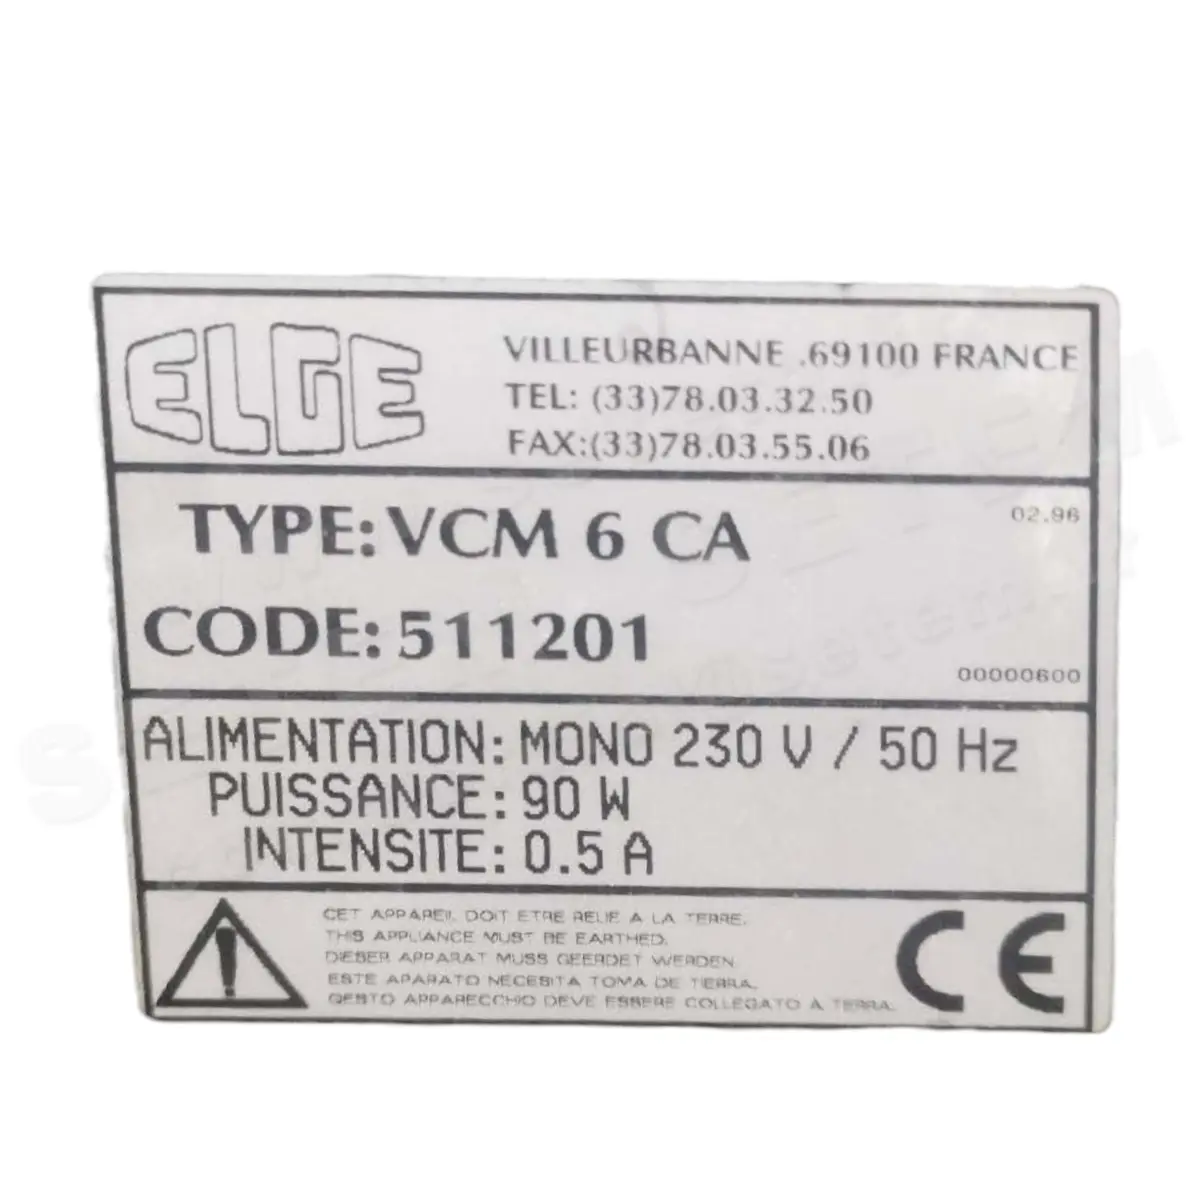 ELGE
VILLEURBANNE .69100 FRANCE
TEL: (33)78.03.32.50
FAX:(33)78.03.55.06
TYPE: VCM 6 CA
02.96
CODE: 511201
00000600
ALIMENTATION: MONO 230 V / 50 Hz
PUISSANCE: 90 W
INTENSITE: 0.5 A
CET APPAREIL DOIT ETRE RELIE A LA TERRE.
THIS APPLIANCE MUST BE EARTHED.
DIESER APPARAT MUSS GEERDET WERDEN.
ESTE APARATO NECESITA TOMA DE TIERRA.
QESTO APPARECCHIO DEVE ESSERE COLLEGATO A TERRA.
CE